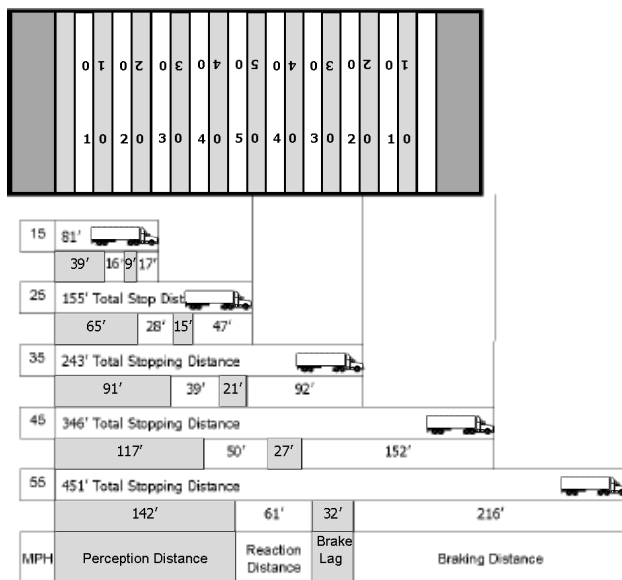 0 1 0 2 0 3 0 4 0 5 0 4 0 3 0 2 0 1
1 0 2 0 3 0 4 0 5 0 4 0 3 0 2 0 1 0
15 81'
39' 16' 9' 17'
25 155' Total Stop Dist
65' 28' 15' 47'
35 243' Total Stopping Distance
91' 39' 21' 92'
45 346' Total Stopping Distance
117' 50' 27' 152'
55 451' Total Stopping Distance
142' 61' 32' 216'
MPH Perception Distance Reaction Distance Brake Lag Braking Distance